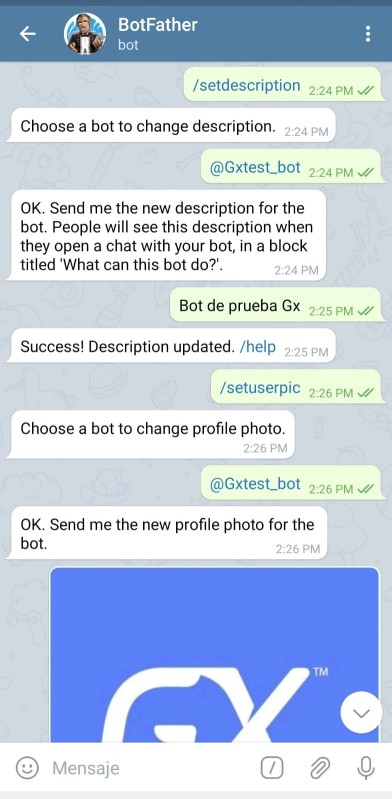 BotFather
bot
/setdescription 2:24 PM
Choose a bot to change description. 2:24 PM
@Gxtest_bot 2:24 PM
OK. Send me the new description for the
bot. People will see this description when
they open a chat with your bot, in a block
titled 'What can this bot do?'. 2:24 PM
Bot de prueba Gx 2:25 PM
Success! Description updated. /help 2:25 PM
/setuserpic 2:26 PM
Choose a bot to change profile photo.
2:26 PM
@Gxtest_bot 2:26 PM
OK. Send me the new profile photo for the
bot. 2:26 PM
GX TM
Mensaje